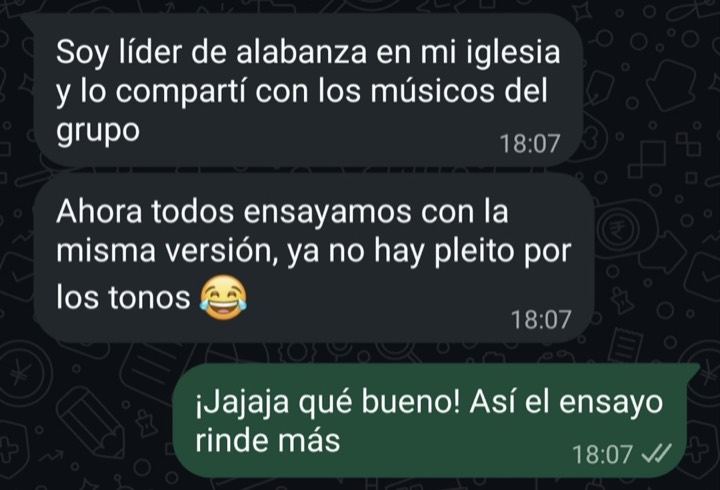 Soy líder de alabanza en mi iglesia
y lo compartí con los músicos del
grupo
18:07
Ahora todos ensayamos con la
misma versión, ya no hay pleito por
los tonos 😂
18:07
¡Jajaja qué bueno! Así el ensayo
rinde más
18:07